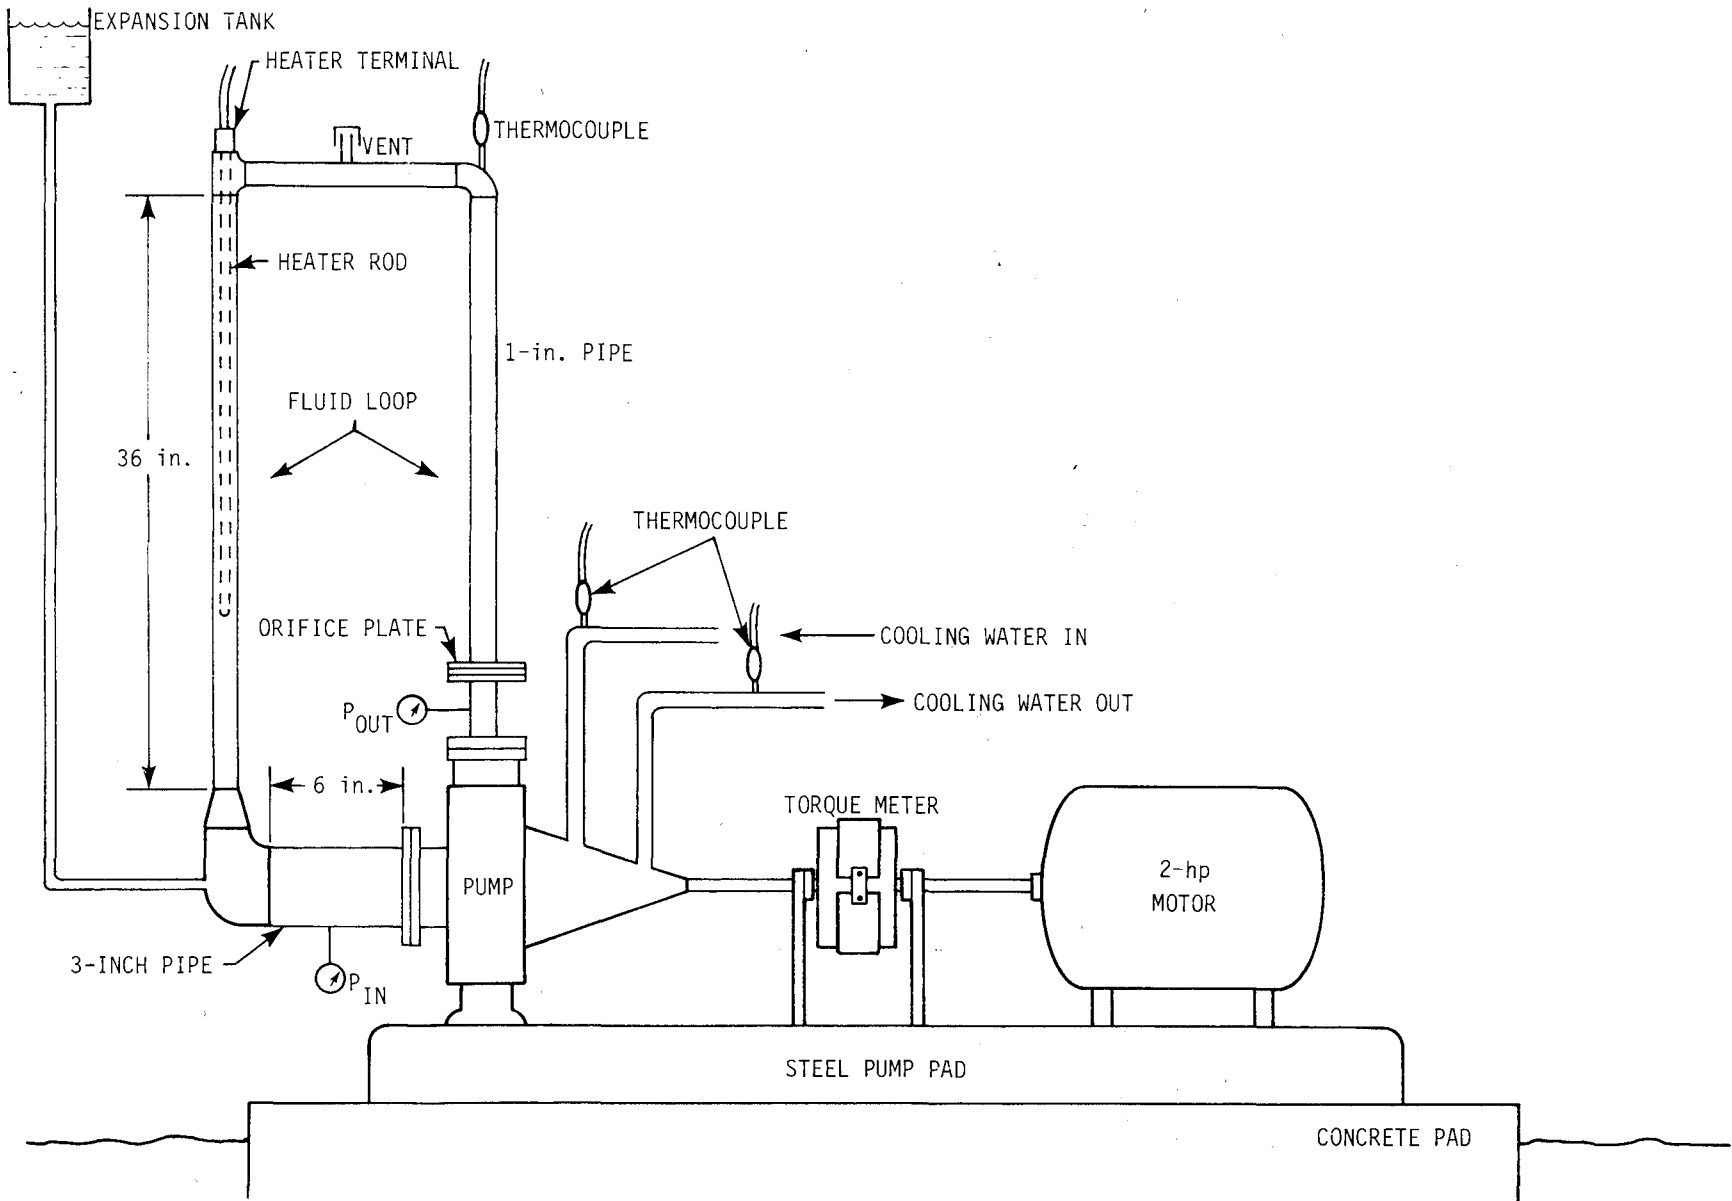 EXPANSION TANK
HEATER TERMINAL
THERMOCOUPLE
VENT
HEATER ROD
1-in. PIPE
FLUID LOOP
36 in.
THERMOCOUPLE
ORIFICE PLATE
COOLING WATER IN
COOLING WATER OUT
POUT
6 in.
TORQUE METER
PUMP
2-hp
MOTOR
3-INCH PIPE
PIN
STEEL PUMP PAD
CONCRETE PAD